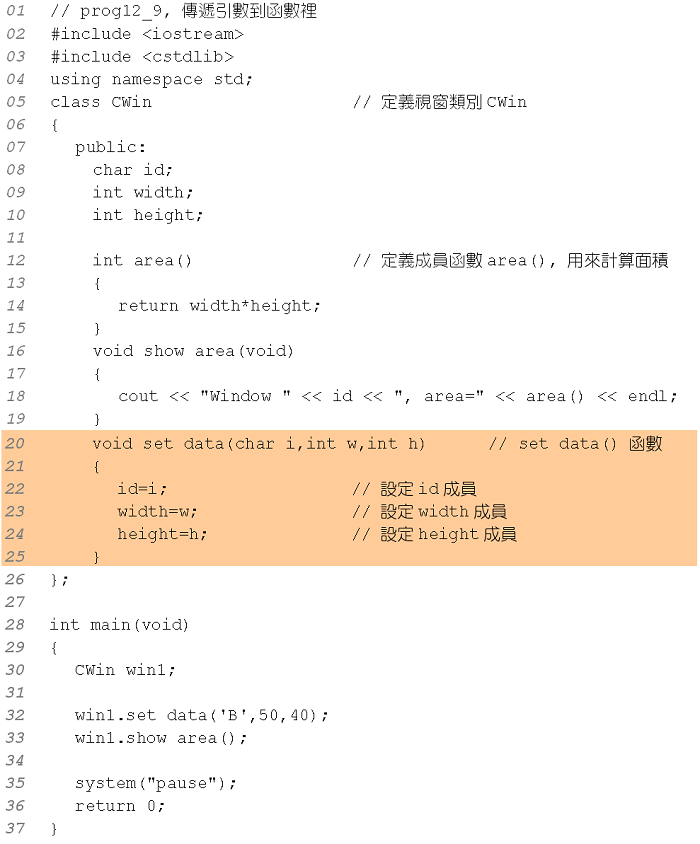 01 // prog12_9, 傳遞引數到函數裡
02 #include <iostream>
03 #include <cstdlib>
04 using namespace std;
05 class CWin // 定義視窗類別 CWin
06 {
07 public:
08 char id;
09 int width;
10 int height;
11
12 int area() // 定義成員函數 area(), 用來計算面積
13 {
14 return width*height;
15 }
16 void show area(void)
17 {
18 cout << "Window " << id << ", area=" << area() << endl;
19 }
20 void set data(char i,int w,int h) // set data() 函數
21 {
22 id=i; // 設定 id 成員
23 width=w; // 設定 width 成員
24 height=h; // 設定 height 成員
25 }
26 };
27
28 int main(void)
29 {
30 CWin win1;
31
32 win1.set data('B',50,40);
33 win1.show area();
34
35 system("pause");
36 return 0;
37 }